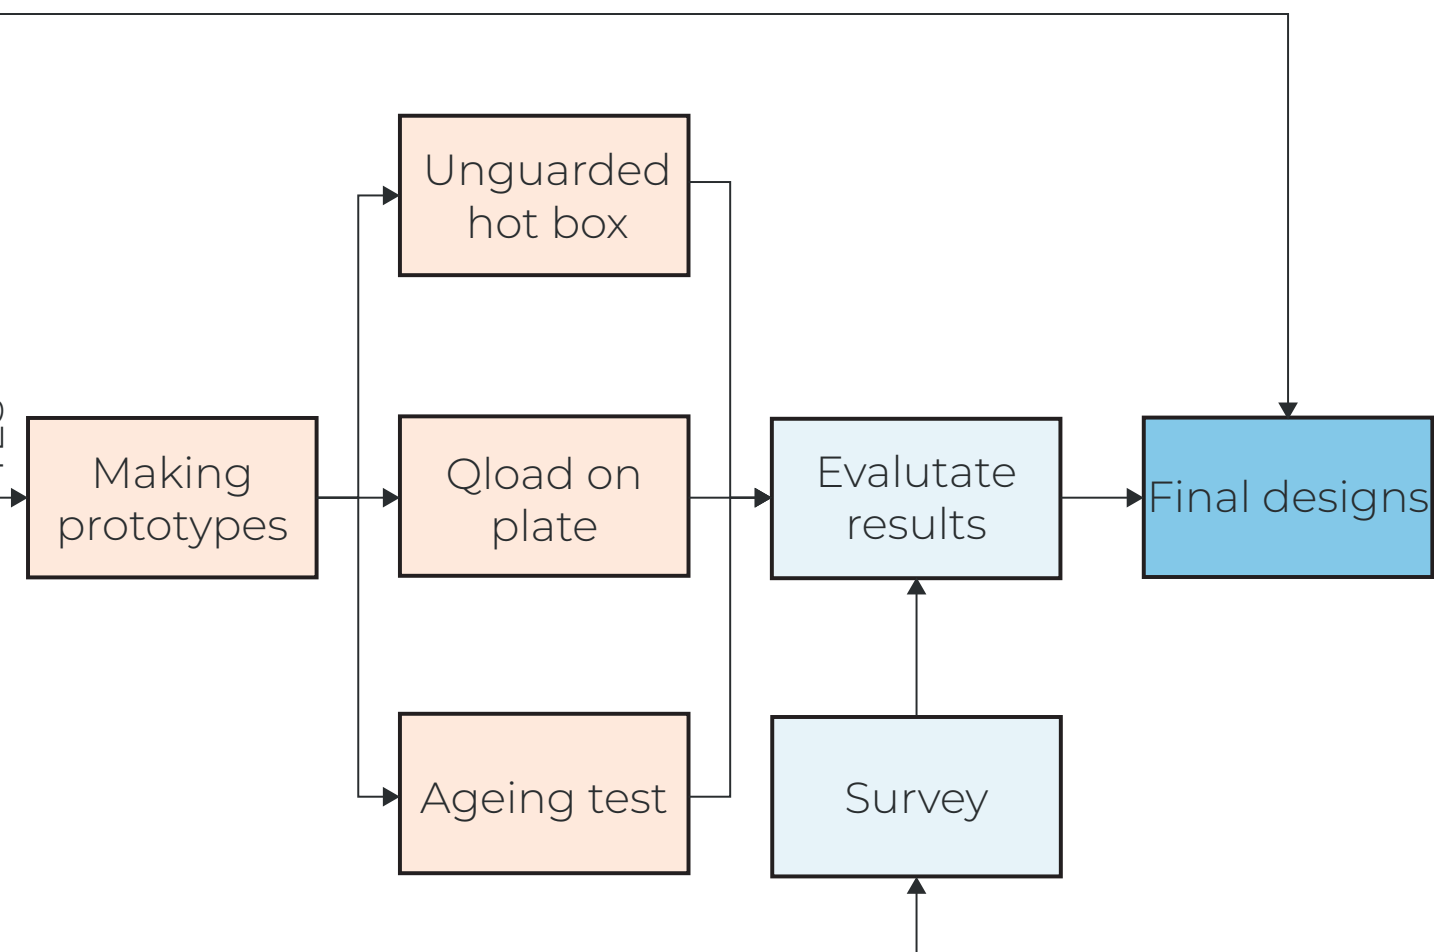 Unguarded
hot box
Making
prototypes
Qload on
plate
Evalutate
results
Final designs
Ageing test
Survey